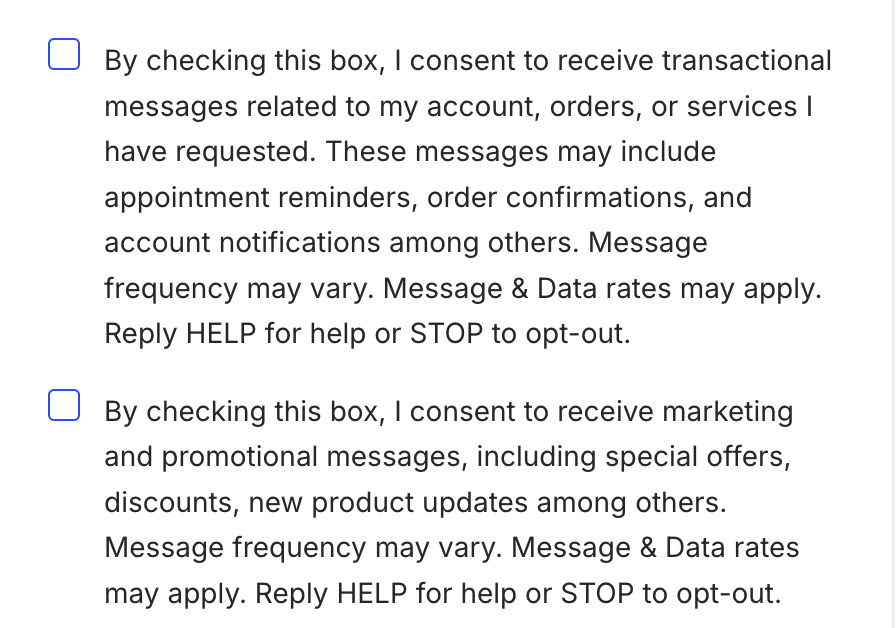 By checking this box, I consent to receive transactional
messages related to my account, orders, or services I
have requested. These messages may include
appointment reminders, order confirmations, and
account notifications among others. Message
frequency may vary. Message & Data rates may apply.
Reply HELP for help or STOP to opt-out.
By checking this box, I consent to receive marketing
and promotional messages, including special offers,
discounts, new product updates among others.
Message frequency may vary. Message & Data rates
may apply. Reply HELP for help or STOP to opt-out.